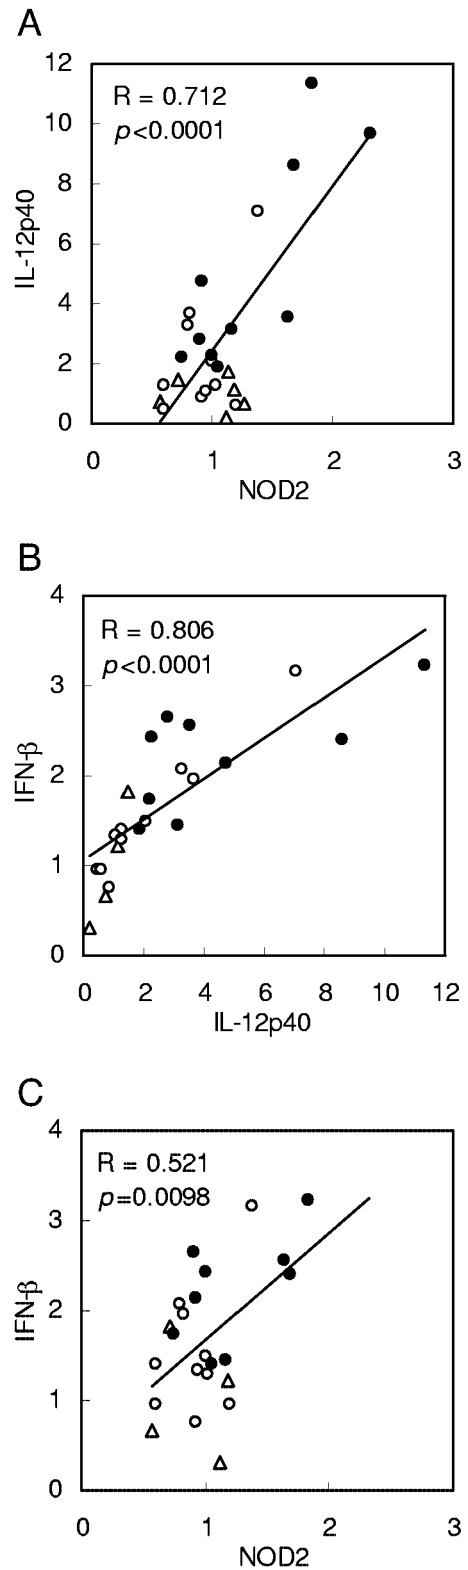 A
12
10
8
6
4
2
0
IL-12p40
R = 0.712
p<0.0001
0 1 2 3
NOD2
B
4
3
2
1
0
IFN-β
R = 0.806
p<0.0001
0 2 4 6 8 10 12
IL-12p40
C
4
3
2
1
0
IFN-β
R = 0.521
p=0.0098
0 1 2 3
NOD2